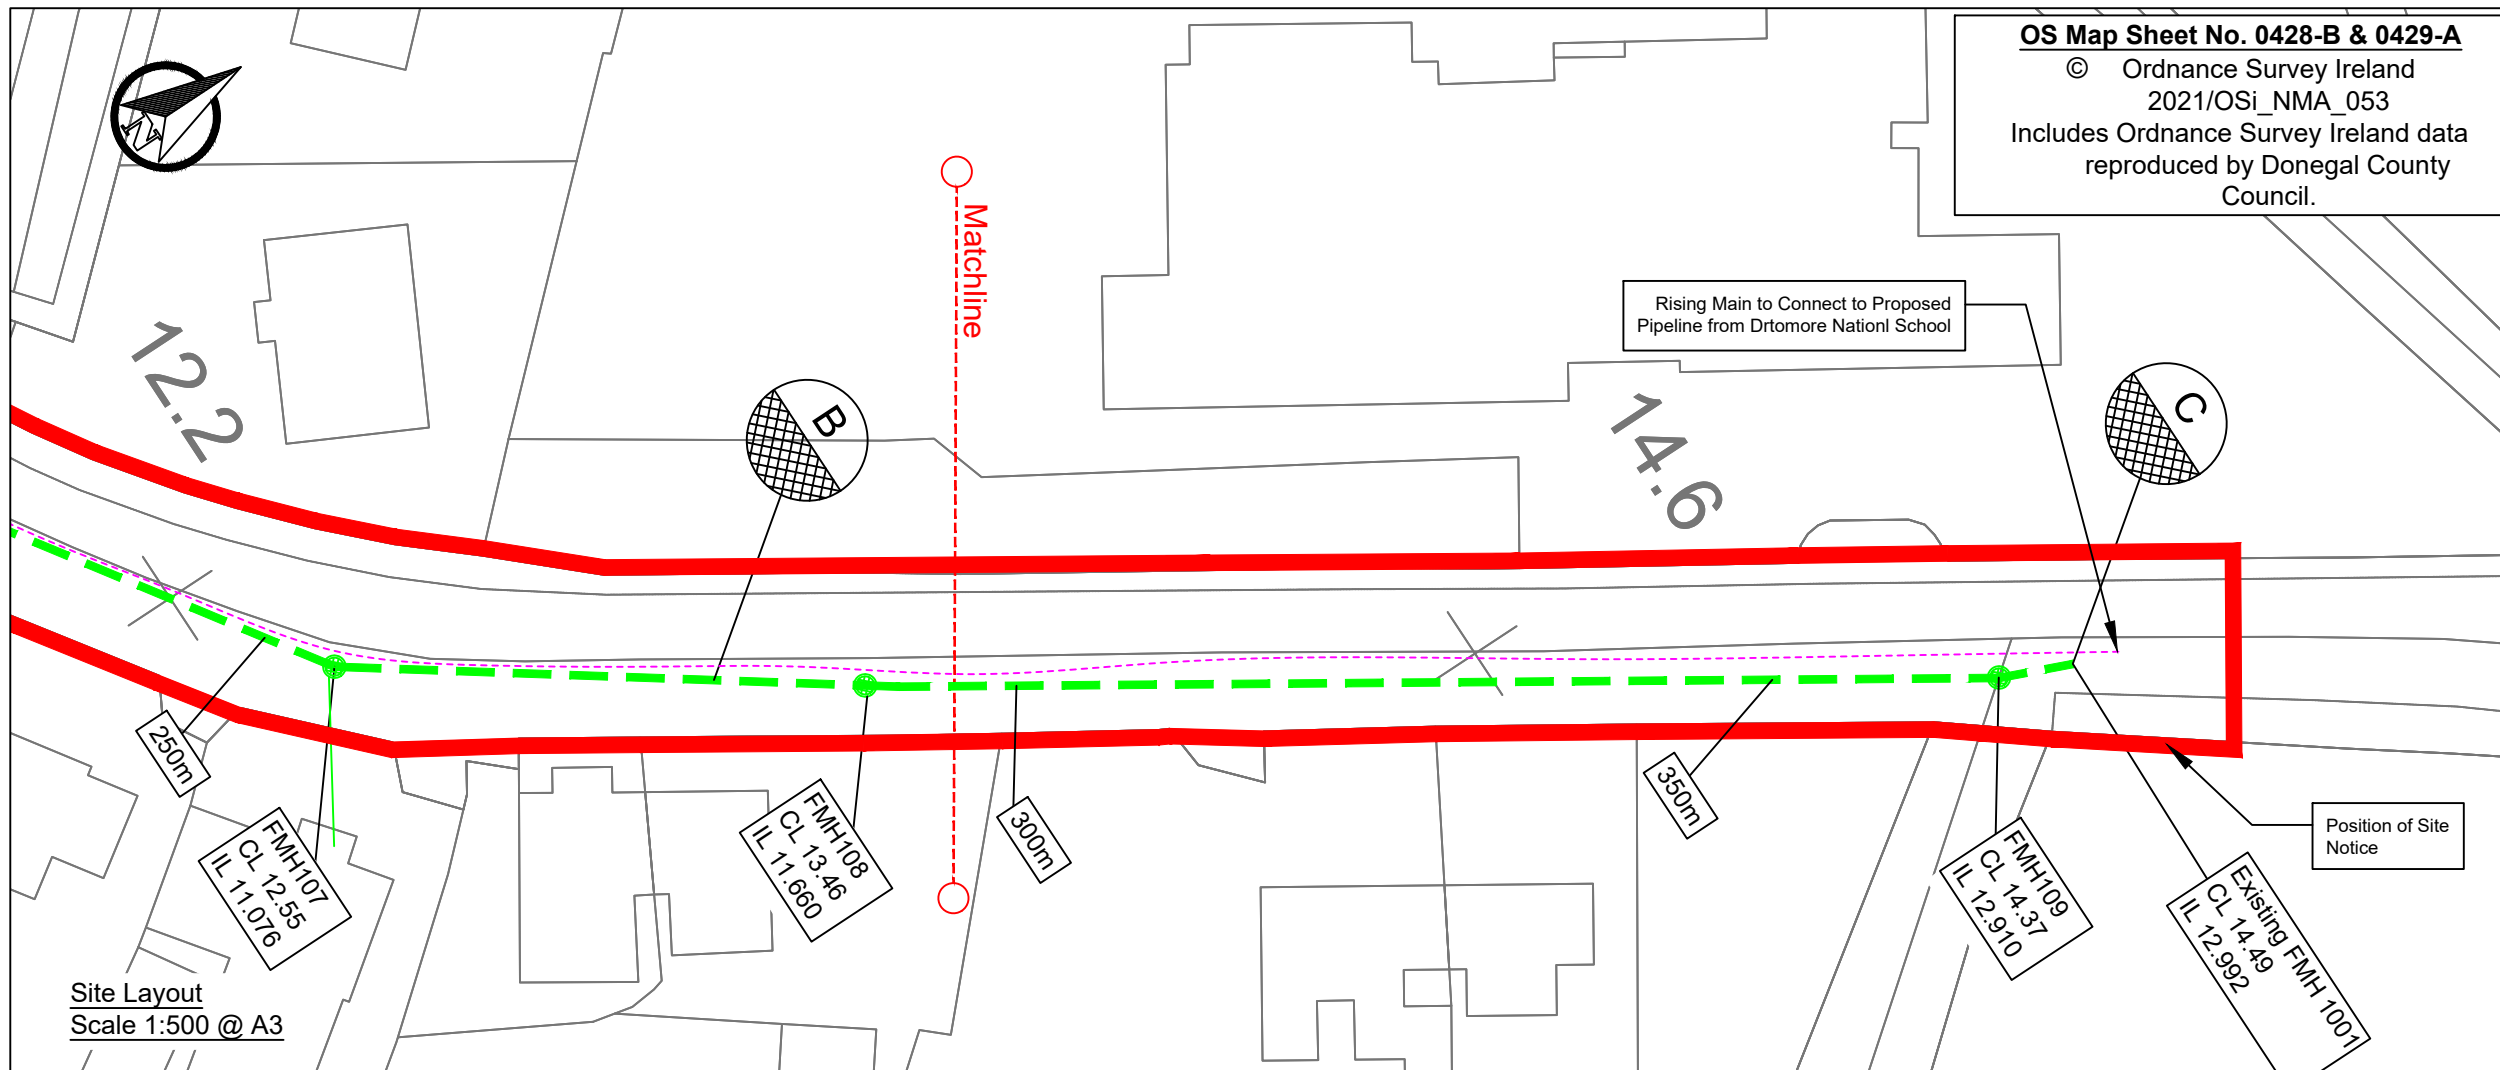 OS Map Sheet No. 0428-B & 0429-A
© Ordnance Survey Ireland
2021/OSi_NMA_053
Includes Ordnance Survey Ireland data
reproduced by Donegal County
Council.
N
Matchline
12.2
Rising Main to Connect to Proposed
Pipeline from Drtomore Nationl School
B
14.6
C
250m
FMH107
CL 12.55
IL 11.076
FMH108
CL 13.46
IL 11.660
300m
350m
FMH109
CL 14.37
IL 12.910
Existing FMH 1001
CL 14.49
IL 12.992
Position of Site
Notice
Site Layout
Scale 1:500 @ A3